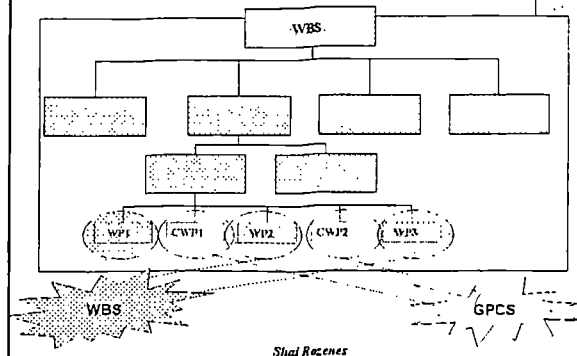 WBS
WP1 CWP1 WP2 CWP2 WP3
WBS GPCS
Shai Rozenes